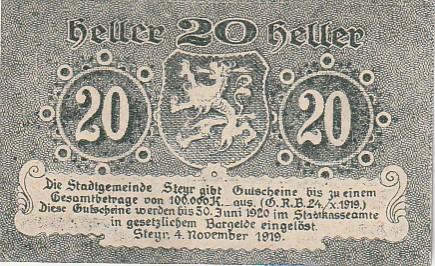 Heller 20 Heller
20 20
Die Stadtgemeinde Steyr gibt Gutscheine bis zu einem
Gesamtbetrage von 100.000K.. aus. (G.R.B.24./X.1919.)
Diese Gutscheine werden bis 30. Juni 1920 im Stadtkasseamte
in gesetzlichem Bargelde eingelöst.
Steyr, 4. November 1919.